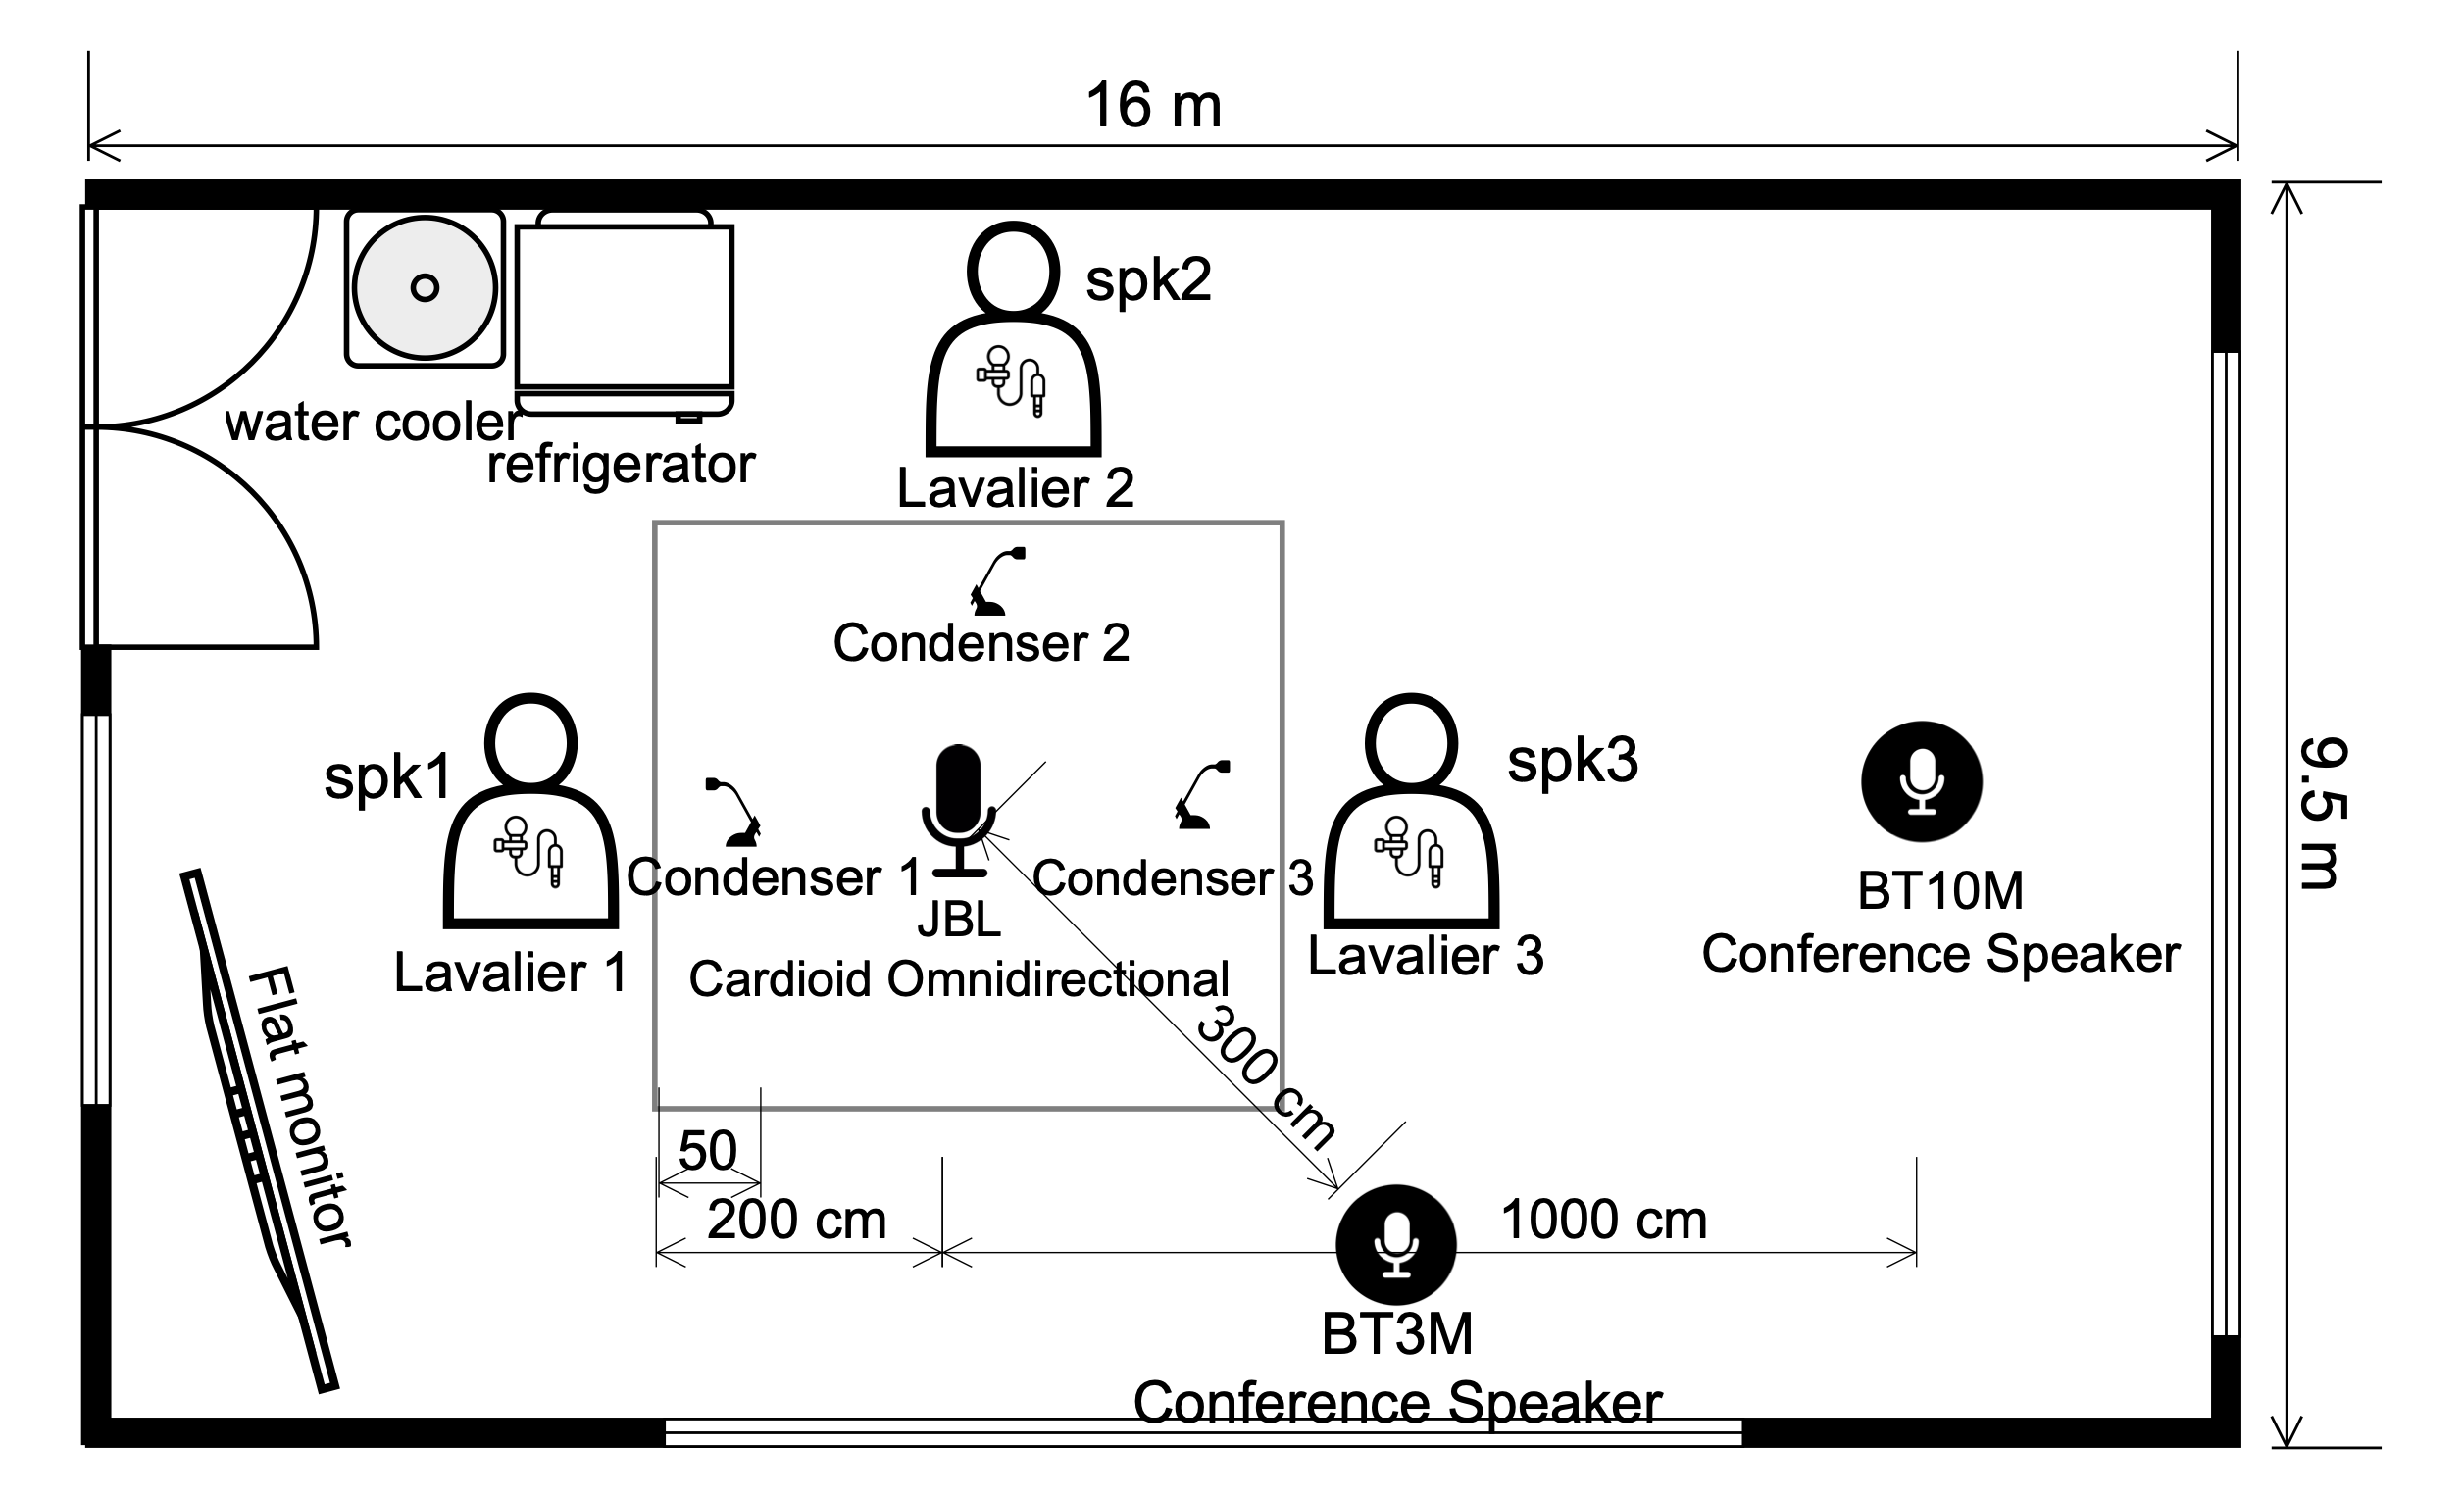 16 m
spk2
water cooler
refrigerator
Lavalier 2
Condenser 2
spk1
spk3
9.5 m
Condenser 1
Condenser 3
JBL
BT10M
Lavalier 1
Cardioid Omnidirectional
Lavalier 3
Conference Speaker
Flat monitor
300 cm
50
200 cm
1000 cm
BT3M
Conference Speaker